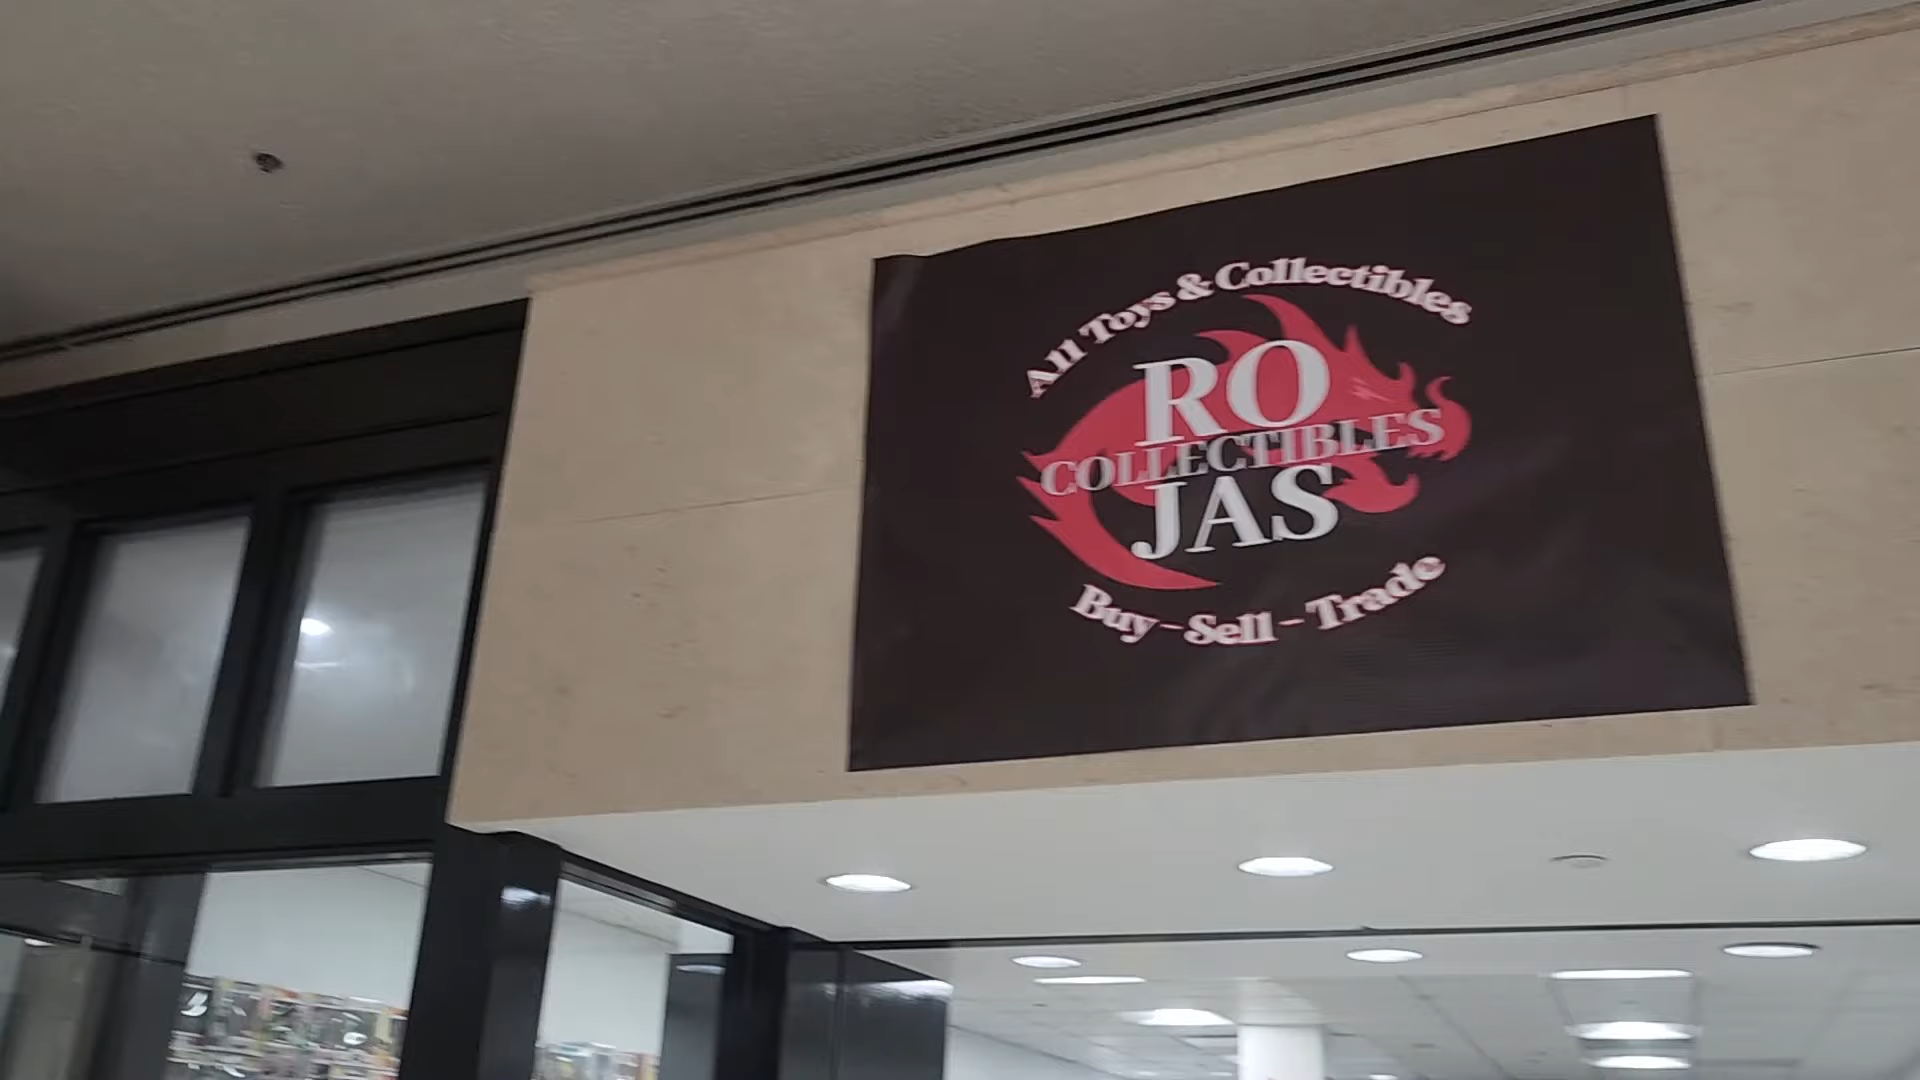 All Toys & Collectibles
RO
COLLECTIBLES
JAS
Buy - Sell - Trade